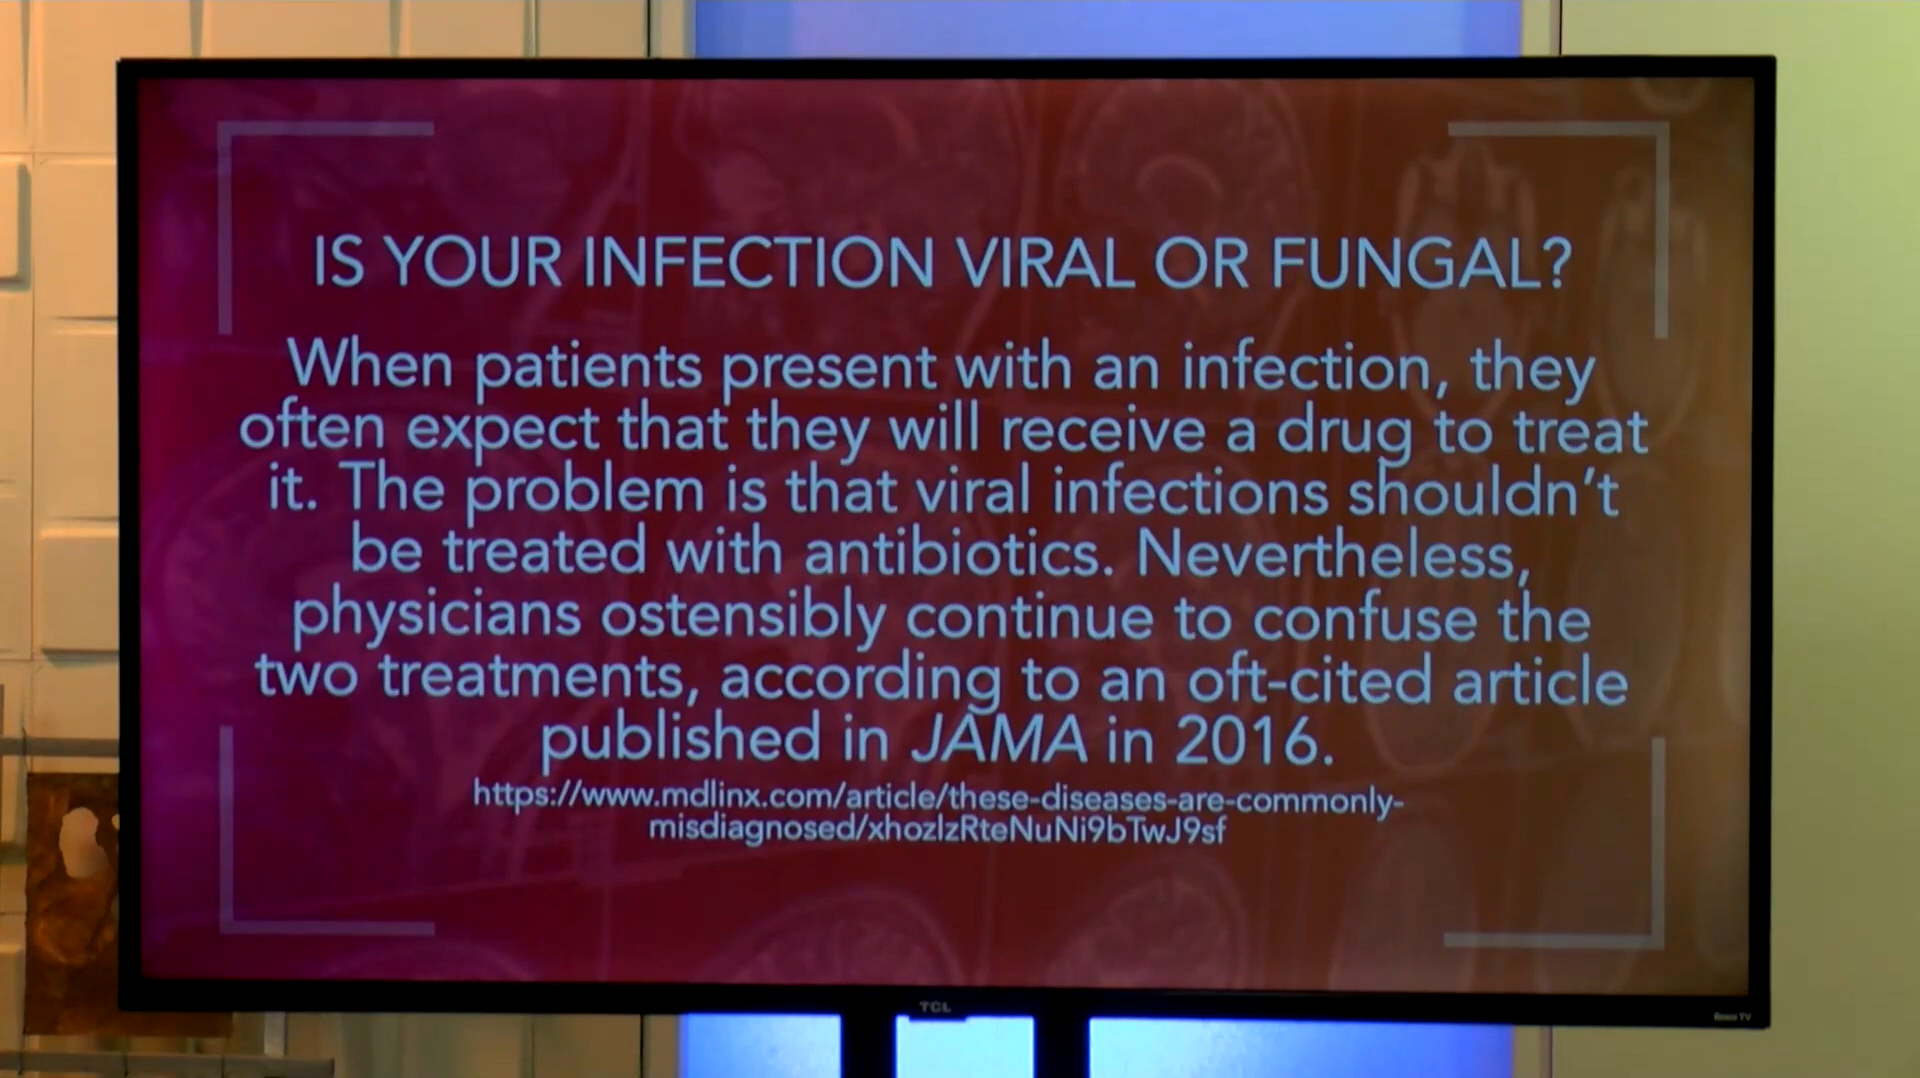 IS YOUR INFECTION VIRAL OR FUNGAL?
When patients present with an infection, they
often expect that they will receive a drug to treat
it. The problem is that viral infections shouldn't
be treated with antibiotics. Nevertheless,
physicians ostensibly continue to confuse the
two treatments, according to an oft-cited article
published in JAMA in 2016.
https://www.mdlinx.com/article/these-diseases-are-commonly-
misdiagnosed/xhozlzRteNuNi9bTwJ9sf
TCL
Roku TV